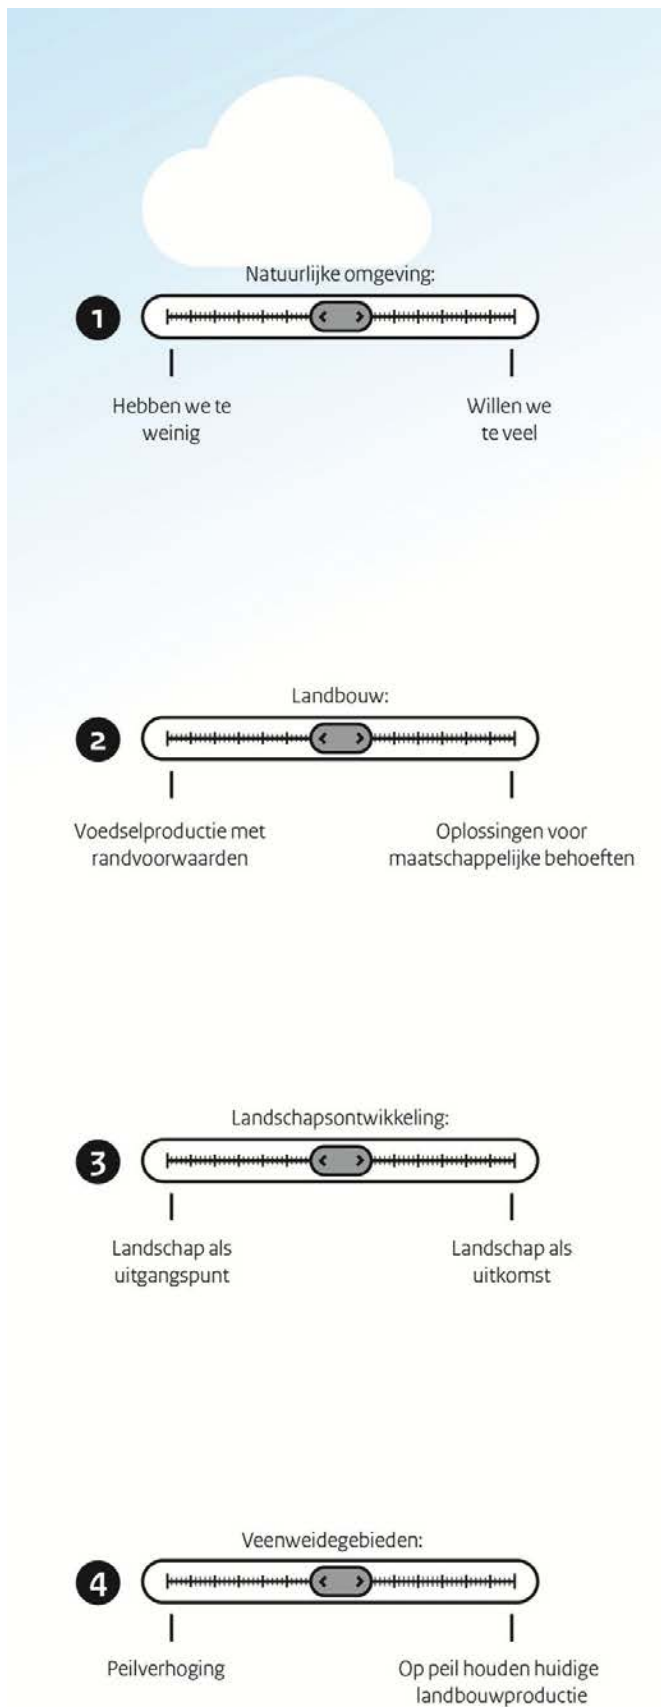 Natuurlijke omgeving:
1
Hebben we te
weinig
Willen we
te veel
Landbouw:
2
Voedselproductie met
randvoorwaarden
Oplossingen voor
maatschappelijke behoeften
Landschapsontwikkeling:
3
Landschap als
uitgangspunt
Landschap als
uitkomst
Veenweidegebieden:
4
Peilverhoging
Op peil houden huidige
landbouwproductie